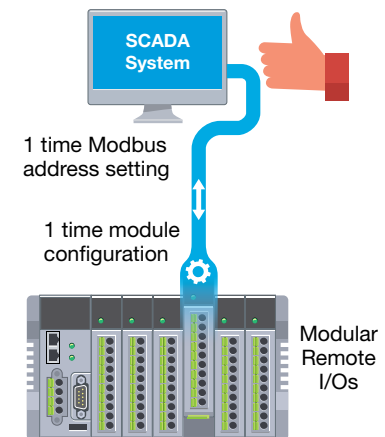 SCADA
System
1 time Modbus
address setting
1 time module
configuration
Modular
Remote
I/Os